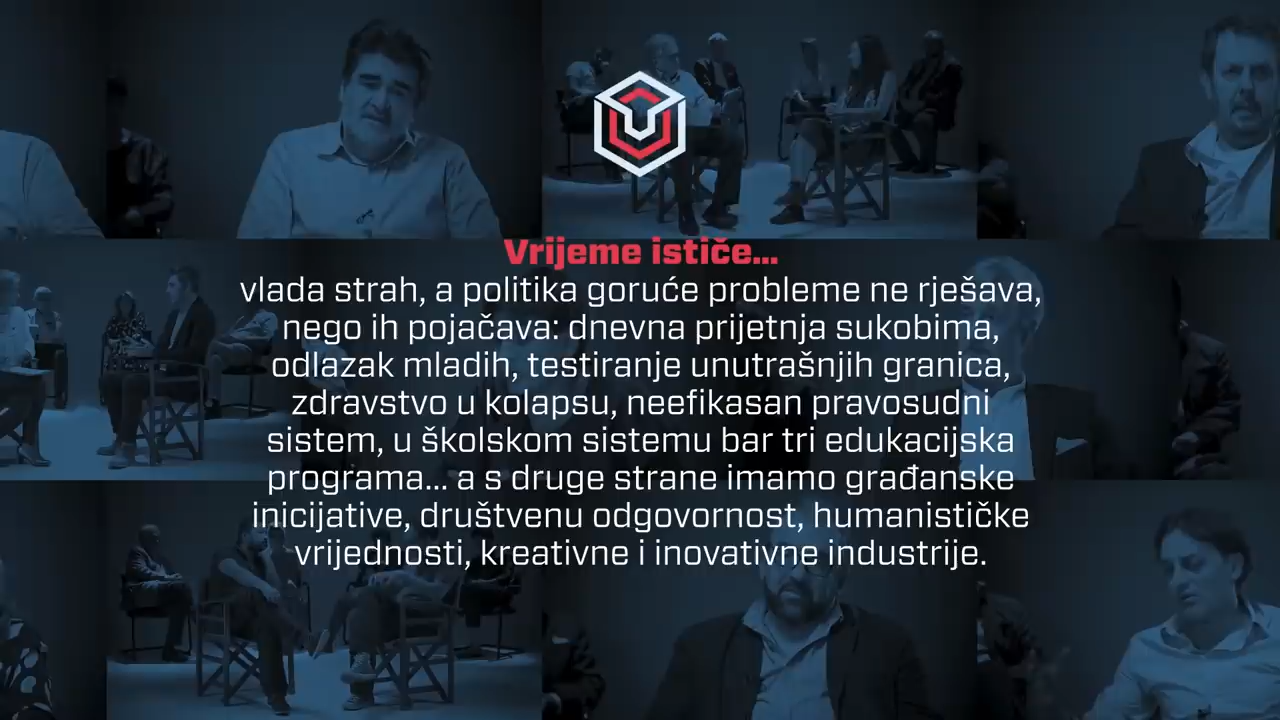 Vrijeme ističe...
vlada strah, a politika goruće probleme ne rješava,
nego ih pojačava: dnevna prijetnja sukobima,
odlazak mladih, testiranje unutrašnjih granica,
zdravstvo u kolapsu, neefikasan pravosudni
sistem, u školskom sistemu bar tri edukacijska
programa... a s druge strane imamo građanske
inicijative, društvenu odgovornost, humanističke
vrijednosti, kreativne i inovativne industrije.